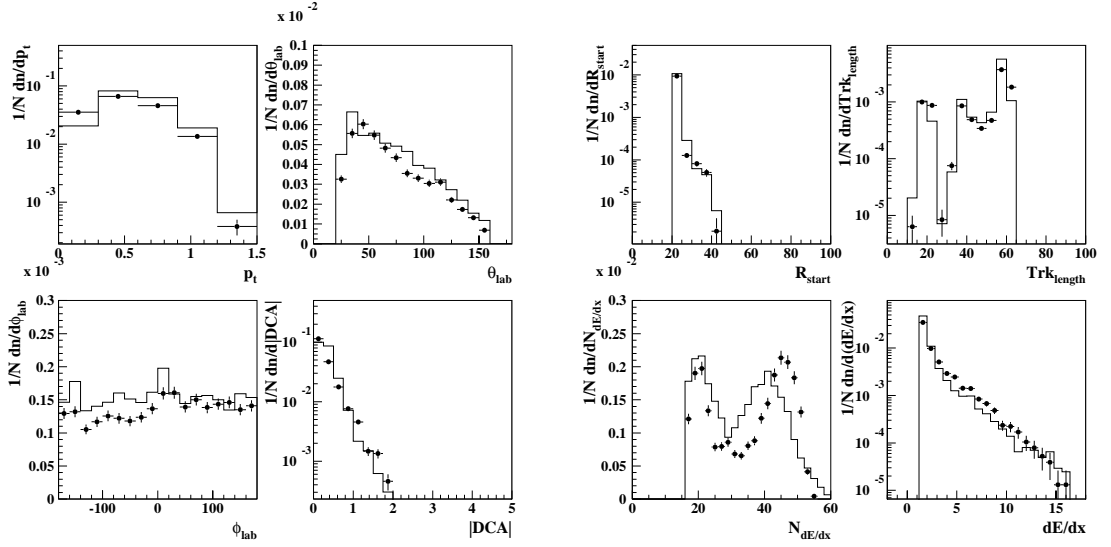 x 10⁻²
1/N dn/dp_t
10⁻¹
10⁻²
10⁻³
0 0.5 1 1.5
p_t
1/N dn/dθ_lab
0.1
0.09
0.08
0.07
0.06
0.05
0.04
0.03
0.02
0.01
0
0 50 100 150
θ_lab
1/N dn/dR_start
10⁻²
10⁻³
10⁻⁴
10⁻⁵
0 20 40 60 80 100
R_start
1/N dn/dTrk_length
10⁻²
10⁻³
10⁻⁴
10⁻⁵
0 20 40 60 80 100
Trk_length
x 10⁻³
1/N dn/dϕ_lab
0.3
0.25
0.2
0.15
0.1
0.05
0
-100 0 100
ϕ_lab
1/N dn/d|DCA|
10⁻¹
10⁻²
10⁻³
0 1 2 3 4 5
|DCA|
x 10⁻²
1/N dn/dN_dE/dx
0.3
0.25
0.2
0.15
0.1
0.05
0
0 20 40 60
N_dE/dx
1/N dn/d(dE/dx)
10⁻²
10⁻³
10⁻⁴
10⁻⁵
0 5 10 15
dE/dx